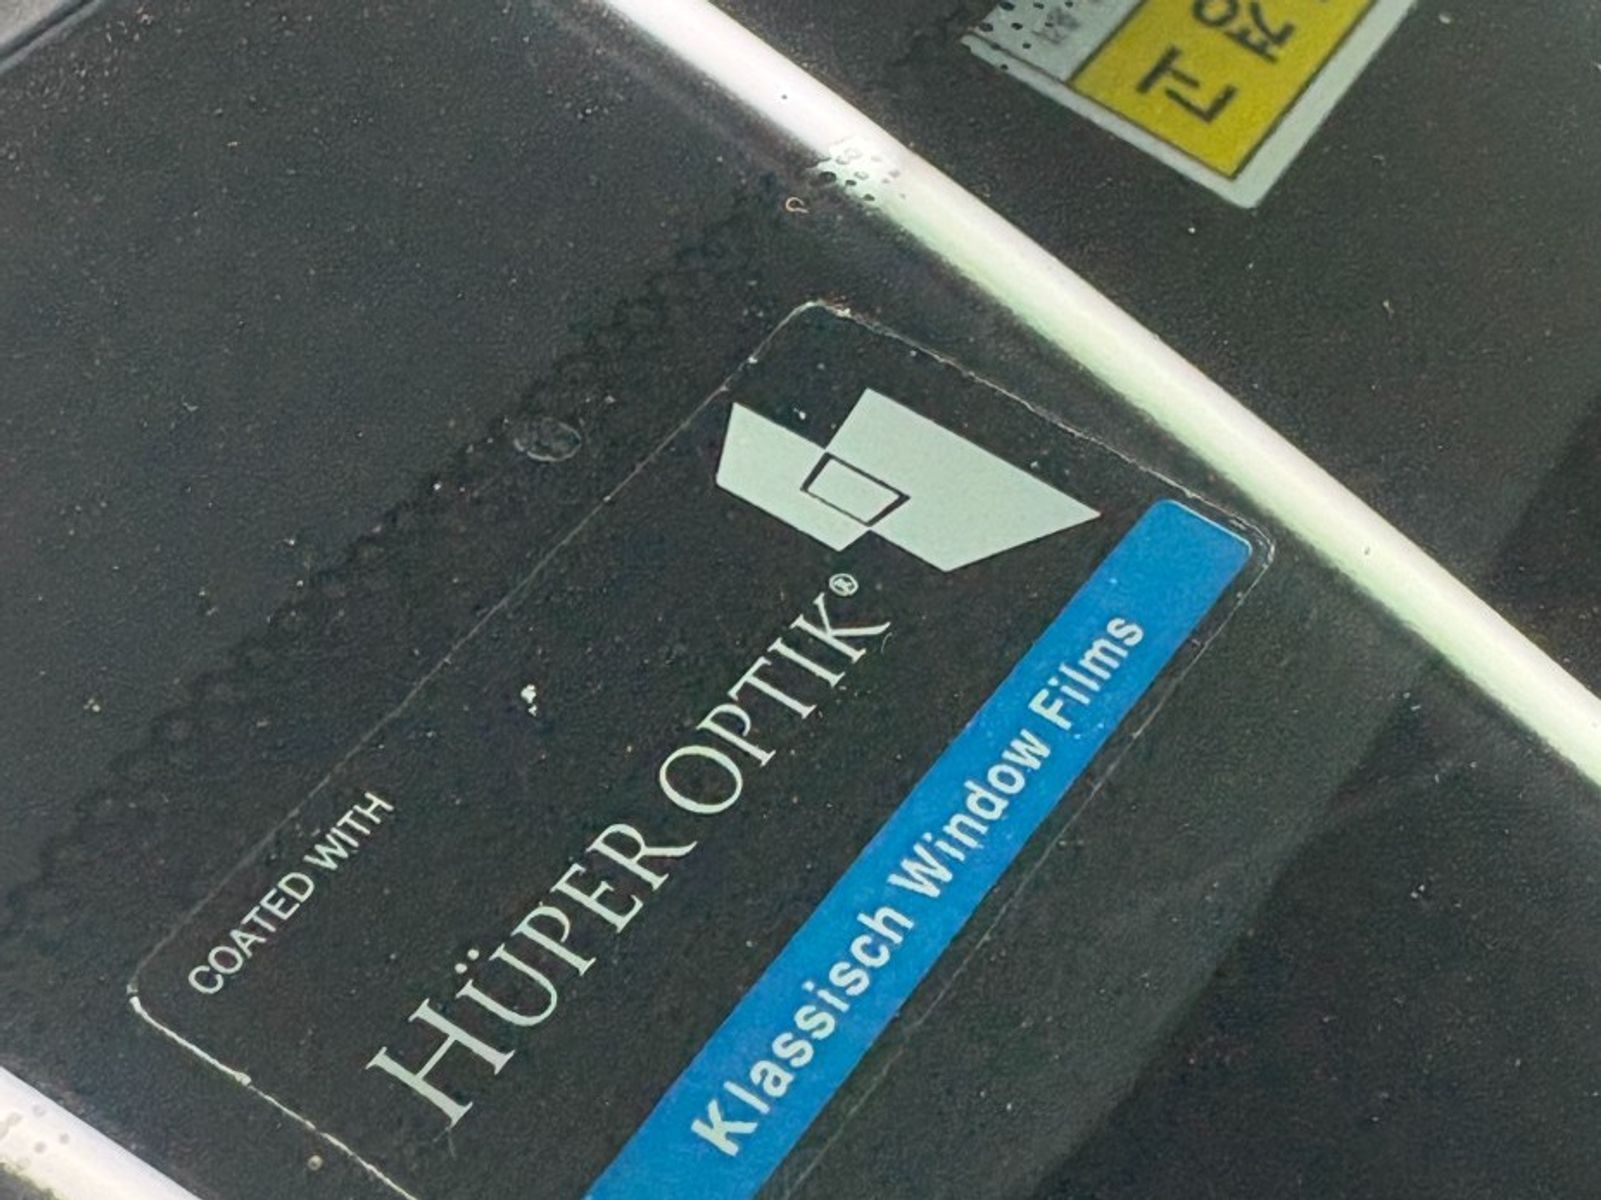 COATED WITH
HÜPER OPTIK®
Klassisch Window Films